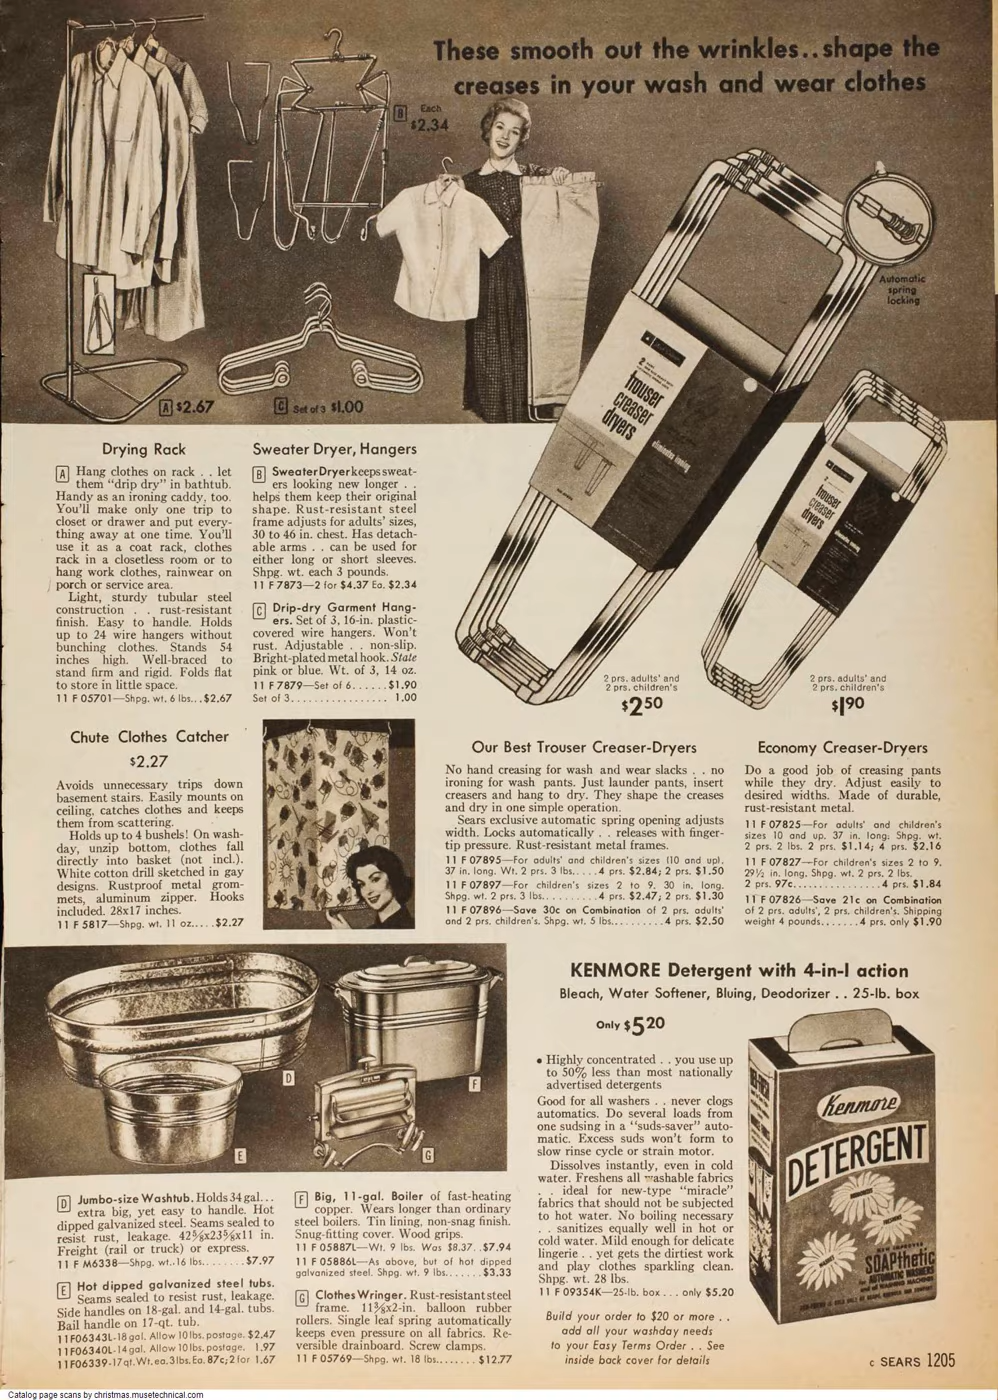 These smooth out the wrinkles..shape the
creases in your wash and wear clothes
B Each
$2.34
Automatic
spring
locking
A $2.67
C Set of 3 $1.00
2
trouser
creaser
dryers
eliminates ironing
trouser
creaser
dryers
2 prs. adults' and
2 prs. children's
$2 50
2 prs. adults' and
2 prs. children's
$1 90
Drying Rack
A Hang clothes on rack . . let
them "drip dry" in bathtub.
Handy as an ironing caddy, too.
You'll make only one trip to
closet or drawer and put every-
thing away at one time. You'll
use it as a coat rack, clothes
rack in a closetless room or to
hang work clothes, rainwear on
porch or service area.
Light, sturdy tubular steel
construction . . rust-resistant
finish. Easy to handle. Holds
up to 24 wire hangers without
bunching clothes. Stands 54
inches high. Well-braced to
stand firm and rigid. Folds flat
to store in little space.
11 F 05701—Shpg. wt. 6 lbs...$2.67
Sweater Dryer, Hangers
B Sweater Dryer keeps sweat-
ers looking new longer . .
helps them keep their original
shape. Rust-resistant steel
frame adjusts for adults' sizes,
30 to 46 in. chest. Has detach-
able arms . . can be used for
either long or short sleeves.
Shpg. wt. each 3 pounds.
11 F 7873—2 for $4.37 Ea. $2.34
C Drip-dry Garment Hang-
ers. Set of 3, 16-in. plastic-
covered wire hangers. Won't
rust. Adjustable . . non-slip.
Bright-plated metal hook. State
pink or blue. Wt. of 3, 14 oz.
11 F 7879—Set of 6......$1.90
Set of 3................. 1.00
Chute Clothes Catcher
$2.27
Avoids unnecessary trips down
basement stairs. Easily mounts on
ceiling, catches clothes and keeps
them from scattering.
Holds up to 4 bushels! On wash-
day, unzip bottom, clothes fall
directly into basket (not incl.).
White cotton drill sketched in gay
designs. Rustproof metal grom-
mets, aluminum zipper. Hooks
included. 28x17 inches.
11 F 5817—Shpg. wt. 11 oz.....$2.27
Our Best Trouser Creaser-Dryers
No hand creasing for wash and wear slacks . . no
ironing for wash pants. Just launder pants, insert
creasers and hang to dry. They shape the creases
and dry in one simple operation.
Sears exclusive automatic spring opening adjusts
width. Locks automatically . . releases with finger-
tip pressure. Rust-resistant metal frames.
11 F 07895—For adults' and children's sizes (10 and up).
37 in. long. Wt. 2 prs. 3 lbs.....4 prs. $2.84; 2 prs. $1.50
11 F 07897—For children's sizes 2 to 9. 30 in. long.
Shpg. wt. 2 prs. 3 lbs.........4 prs. $2.47; 2 prs. $1.30
11 F 07896—Save 30c on Combination of 2 prs. adults'
and 2 prs. children's. Shpg. wt. 5 lbs.........4 prs. $2.50
Economy Creaser-Dryers
Do a good job of creasing pants
while they dry. Adjust easily to
desired widths. Made of durable,
rust-resistant metal.
11 F 07825—For adults' and children's
sizes 10 and up. 37 in. long. Shpg. wt.
2 prs. 2 lbs. 2 prs. $1.14; 4 prs. $2.16
11 F 07827—For children's sizes 2 to 9.
29½ in. long. Shpg. wt. 2 prs. 2 lbs.
2 prs. 97c...............4 prs. $1.84
11 F 07826—Save 21c on Combination
of 2 prs. adults', 2 prs. children's. Shipping
weight 4 pounds.......4 prs. only $1.90
D
E
F
G
D Jumbo-size Washtub. Holds 34 gal...
extra big, yet easy to handle. Hot
dipped galvanized steel. Seams sealed to
resist rust, leakage. 42⅝x23⅝x11 in.
Freight (rail or truck) or express.
11 F M6338—Shpg. wt. 16 lbs........$7.97
E Hot dipped galvanized steel tubs.
Seams sealed to resist rust, leakage.
Side handles on 18-gal. and 14-gal. tubs.
Bail handle on 17-qt. tub.
11F06343L-18 gal. Allow 10 lbs. postage. $2.47
11F06340L-14 gal. Allow 10 lbs. postage. 1.97
11F06339-17 qt. Wt. ea. 3 lbs. Ea. 87c; 2 for 1.67
F Big, 11-gal. Boiler of fast-heating
copper. Wears longer than ordinary
steel boilers. Tin lining, non-snag finish.
Snug-fitting cover. Wood grips.
11 F 05887L—Wt. 9 lbs. Was $8.37..$7.94
11 F 05886L—As above, but of hot dipped
galvanized steel. Shpg. wt. 9 lbs......$3.33
G Clothes Wringer. Rust-resistant steel
frame. 11⅜x2-in. balloon rubber
rollers. Single leaf spring automatically
keeps even pressure on all fabrics. Re-
versible drainboard. Screw clamps.
11 F 05769—Shpg. wt. 18 lbs........$12.77
KENMORE Detergent with 4-in-1 action
Bleach, Water Softener, Bluing, Deodorizer . . 25-lb. box
Only $5 20
• Highly concentrated . . you use up
to 50% less than most nationally
advertised detergents
Good for all washers . . never clogs
automatics. Do several loads from
one sudsing in a "suds-saver" auto-
matic. Excess suds won't form to
slow rinse cycle or strain motor.
Dissolves instantly, even in cold
water. Freshens all washable fabrics
. . ideal for new-type "miracle"
fabrics that should not be subjected
to hot water. No boiling necessary
. . sanitizes equally well in hot or
cold water. Mild enough for delicate
lingerie . . yet gets the dirtiest work
and play clothes sparkling clean.
Shpg. wt. 28 lbs.
11 F 09354K—25-lb. box . . . only $5.20
Build your order to $20 or more . .
add all your washday needs
to your Easy Terms Order . . See
inside back cover for details
Kenmore
DETERGENT
SOAPthetic
for AUTOMATIC WASHERS
c SEARS 1205
Catalog page scans by christmas.musetechnical.com